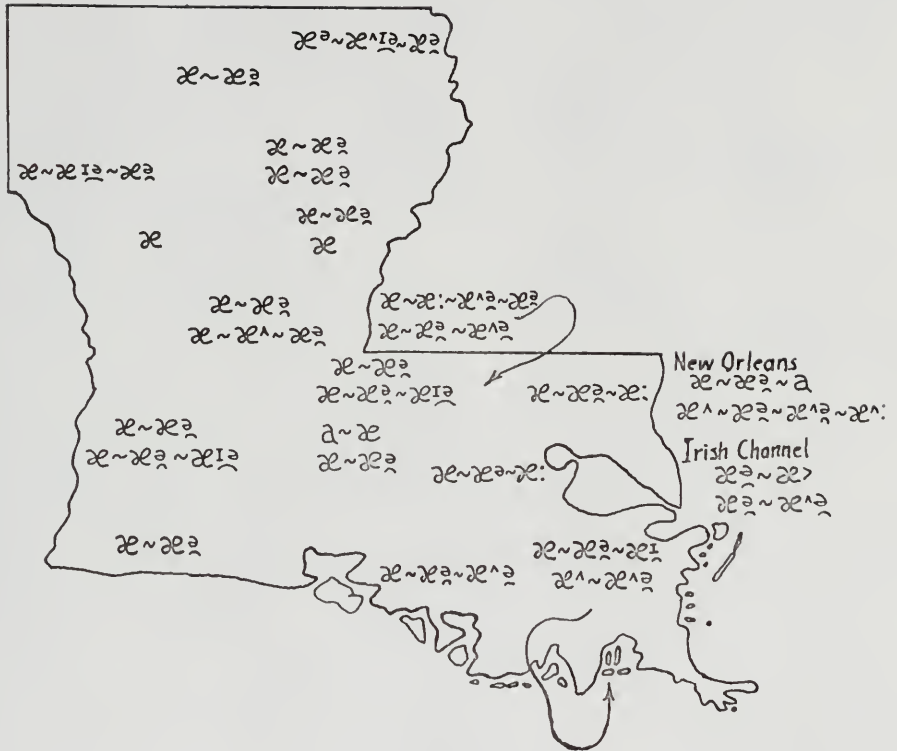 æə~æ^ɪə̯~æə̯
æ~æə̯
æ~æə̯
æ~æə̯
æ~æɪə̯~æə̯
æ~æə̯
æ
æ
æ~æə̯
æ~æ˅~æə̯
æ~æ:~æ^ə̯~æə̯
æ~æə̯~æ˅ə̯
æ~æə̯
æ~æə̯~æɪə̯
æ~æə̯~æ:
New Orleans
æ~æə̯~a
æ^~æə̯~æ˅ə̯~æ˅:
æ~æə̯
æ~æə̯~æɪə̯
a~æ
æ~æə̯
æ~æə~æ:
Irish Channel
æə̯~æ>
æə̯~æ^ə̯
æ~æə̯
æ~æə̯~æ˅ə̯
æ~æə̯~æɪ̯
æ˅~æ˅ə̯